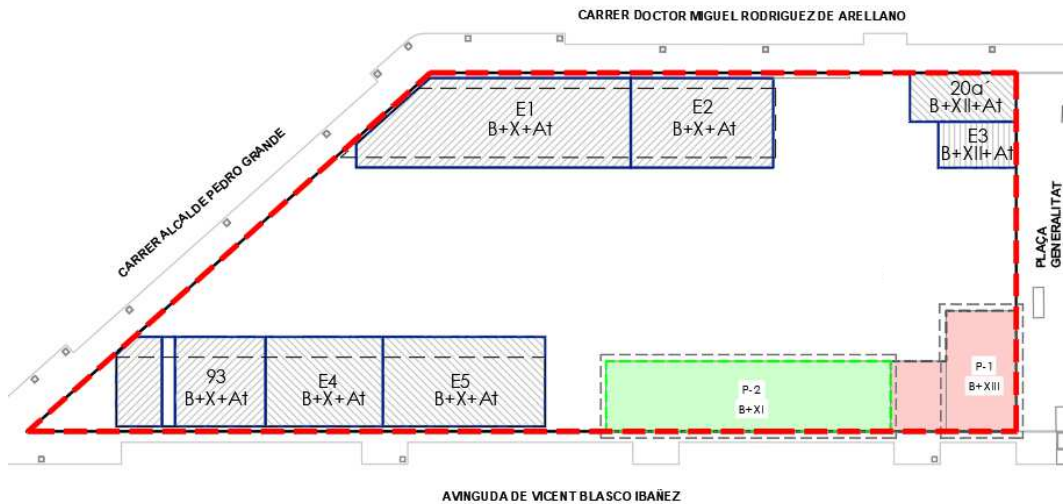 CARRER DOCTOR MIGUEL RODRIGUEZ DE ARELLANO
E1
B+X+At
E2
B+X+At
20a´
B+XII+At
E3
B+XII+At
CARRER ALCALDE PEDRO GRANDE
PLAÇA
GENERALITAT
93
B+X+At
E4
B+X+At
E5
B+X+At
P-2
B+XI
P-1
B+XIII
AVINGUDA DE VICENT BLASCO IBAÑEZ